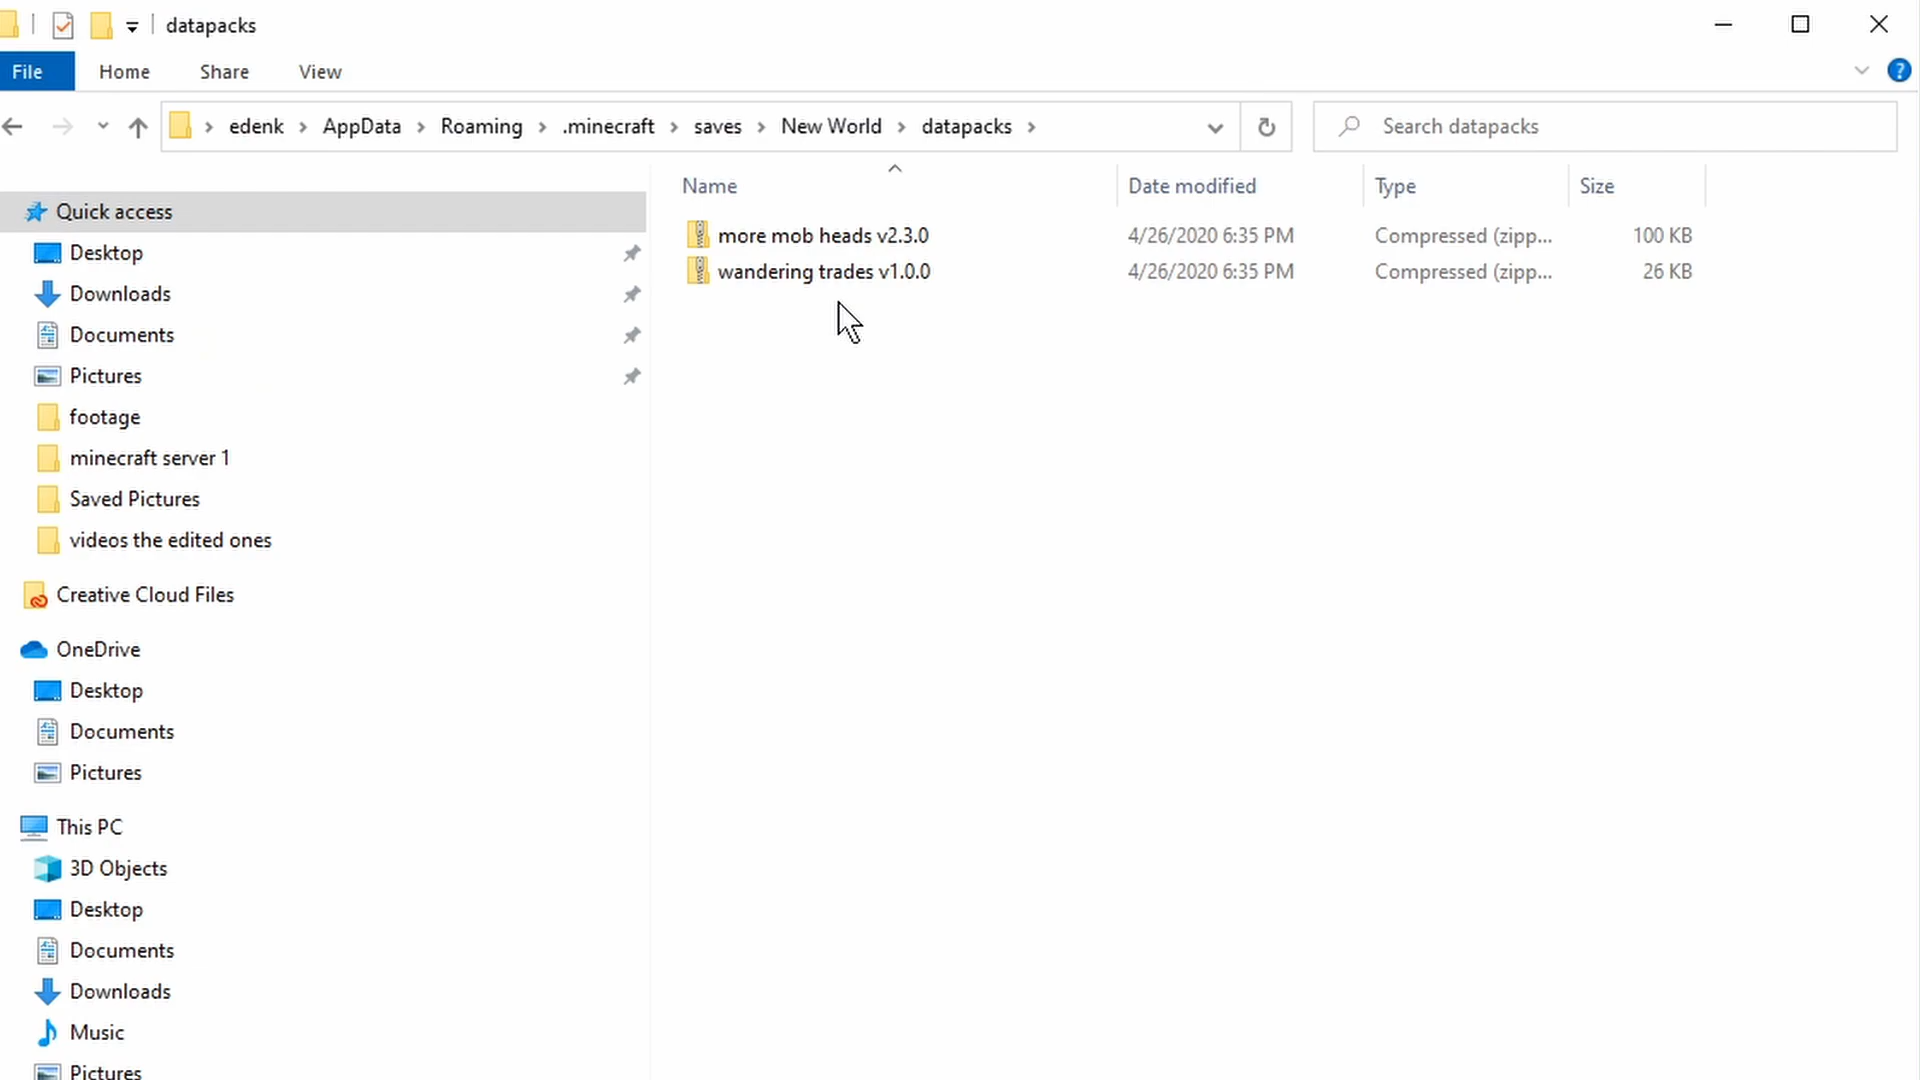 datapacks
File Home Share View
edenk AppData Roaming .minecraft saves New World datapacks Search datapacks
Name Date modified Type Size
Quick access
Desktop
Downloads
Documents
Pictures
footage
minecraft server 1
Saved Pictures
videos the edited ones
Creative Cloud Files
OneDrive
Desktop
Documents
Pictures
This PC
3D Objects
Desktop
Documents
Downloads
Music
Pictures
more mob heads v2.3.0 4/26/2020 6:35 PM Compressed (zipp... 100 KB
wandering trades v1.0.0 4/26/2020 6:35 PM Compressed (zipp... 26 KB